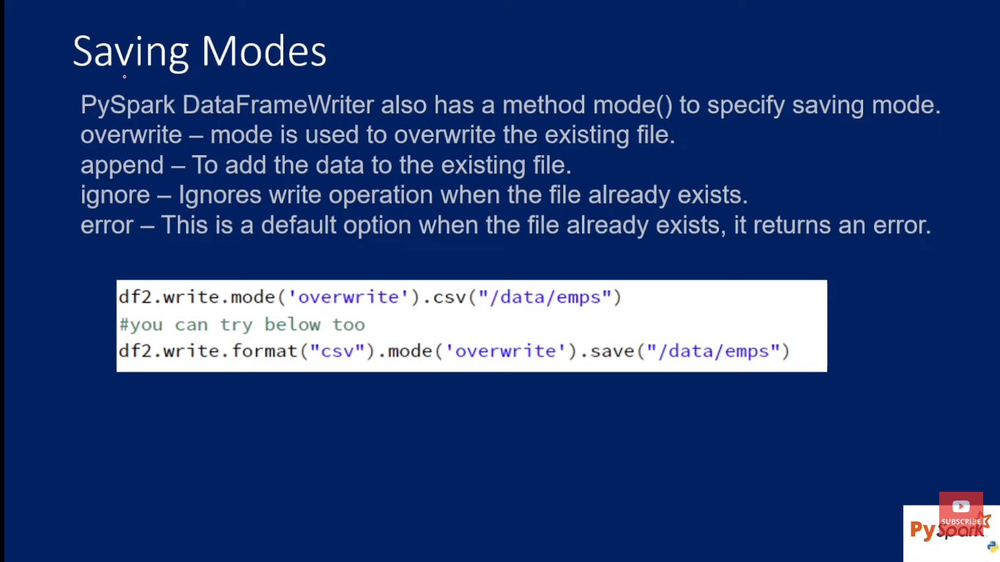 Saving Modes
PySpark DataFrameWriter also has a method mode() to specify saving mode.
overwrite – mode is used to overwrite the existing file.
append – To add the data to the existing file.
ignore – Ignores write operation when the file already exists.
error – This is a default option when the file already exists, it returns an error.
df2.write.mode('overwrite').csv("/data/emps")
#you can try below too
df2.write.format("csv").mode('overwrite').save("/data/emps")
SUBSCRIBE
PySpark